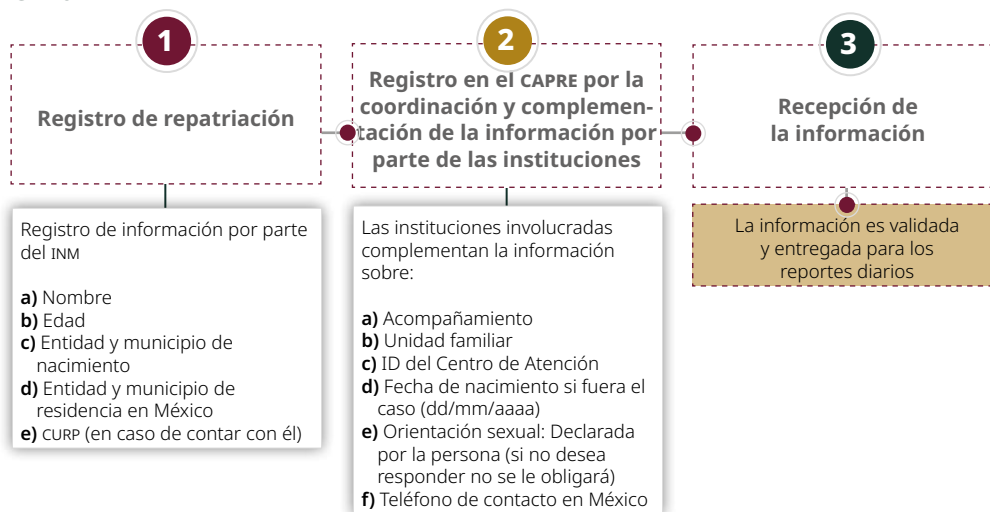 1
Registro de repatriación
Registro de información por parte
del INM
a) Nombre
b) Edad
c) Entidad y municipio de
nacimiento
d) Entidad y municipio de
residencia en México
e) CURP (en caso de contar con él)
2
Registro en el CAPRE por la
coordinación y complemen-
tación de la información por
parte de las instituciones
Las instituciones involucradas
complementan la información
sobre:
a) Acompañamiento
b) Unidad familiar
c) ID del Centro de Atención
d) Fecha de nacimiento si fuera el
caso (dd/mm/aaaa)
e) Orientación sexual: Declarada
por la persona (si no desea
responder no se le obligará)
f) Teléfono de contacto en México
3
Recepción de
la información
La información es validada
y entregada para los
reportes diarios